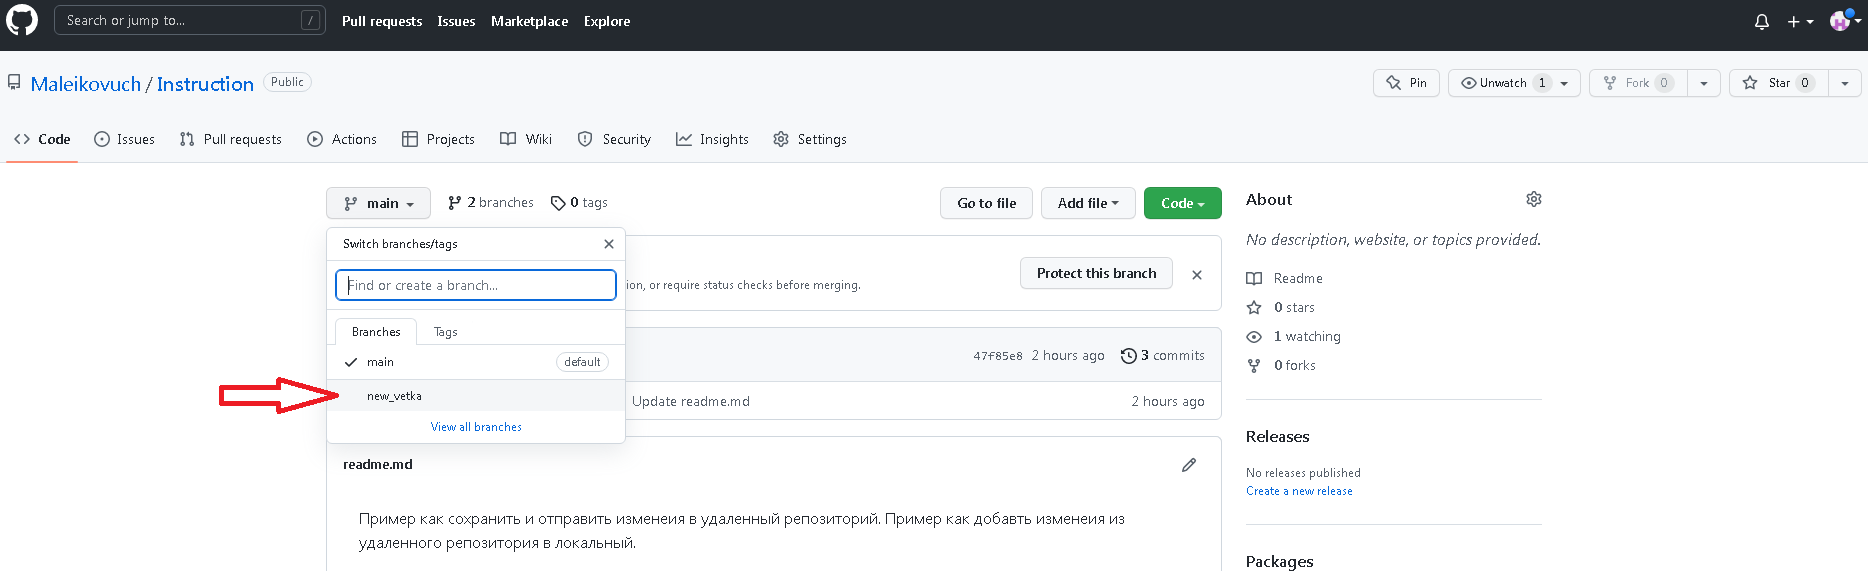 Search or jump to... /
Pull requests Issues Marketplace Explore
Maleikovuch / Instruction Public
Pin Unwatch 1 Fork 0 Star 0
Code Issues Pull requests Actions Projects Wiki Security Insights Settings
main 2 branches 0 tags Go to file Add file Code
Switch branches/tags
Find or create a branch...
Branches Tags
main default
new_vetka
View all branches
Protect this branch
ion, or require status checks before merging.
47f85e8 2 hours ago 3 commits
Update readme.md 2 hours ago
readme.md
Пример как сохранить и отправить изменеия в удаленный репозиторий. Пример как добавть изменеия из
удаленного репозитория в локальный.
About
No description, website, or topics provided.
Readme
0 stars
1 watching
0 forks
Releases
No releases published
Create a new release
Packages